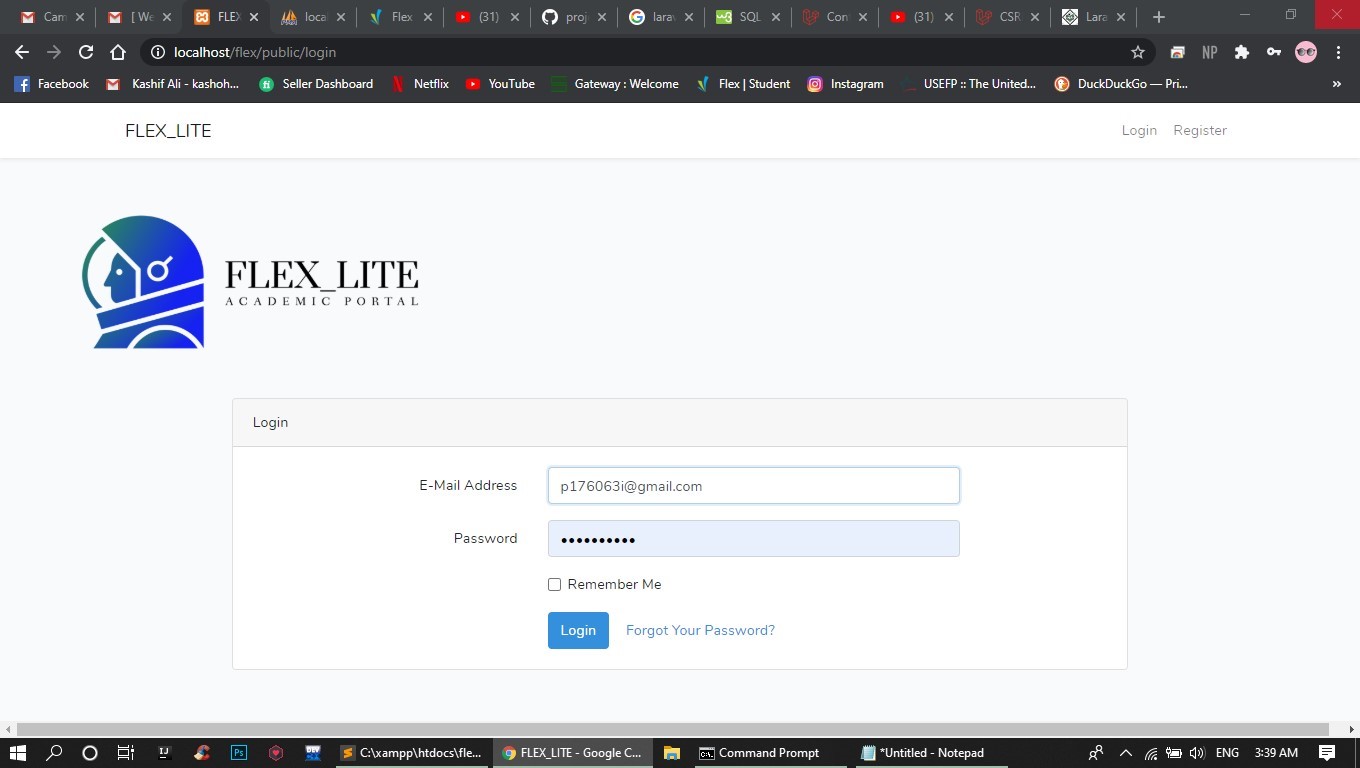 Cam
[ We
FLEX
local
Flex
(31)
proj
larav
SQL
Con
(31)
CSR
Lara
localhost/flex/public/login
NP
Facebook
Kashif Ali - kashoh...
Seller Dashboard
Netflix
YouTube
Gateway : Welcome
Flex | Student
Instagram
USEFP :: The United...
DuckDuckGo — Pri...
»
FLEX_LITE
Login
Register
FLEX_LITE
ACADEMIC PORTAL
Login
E-Mail Address
p176063i@gmail.com
Password
••••••••••
Remember Me
Login
Forgot Your Password?
C:\xampp\htdocs\fle...
FLEX_LITE - Google C...
Command Prompt
*Untitled - Notepad
ENG
3:39 AM